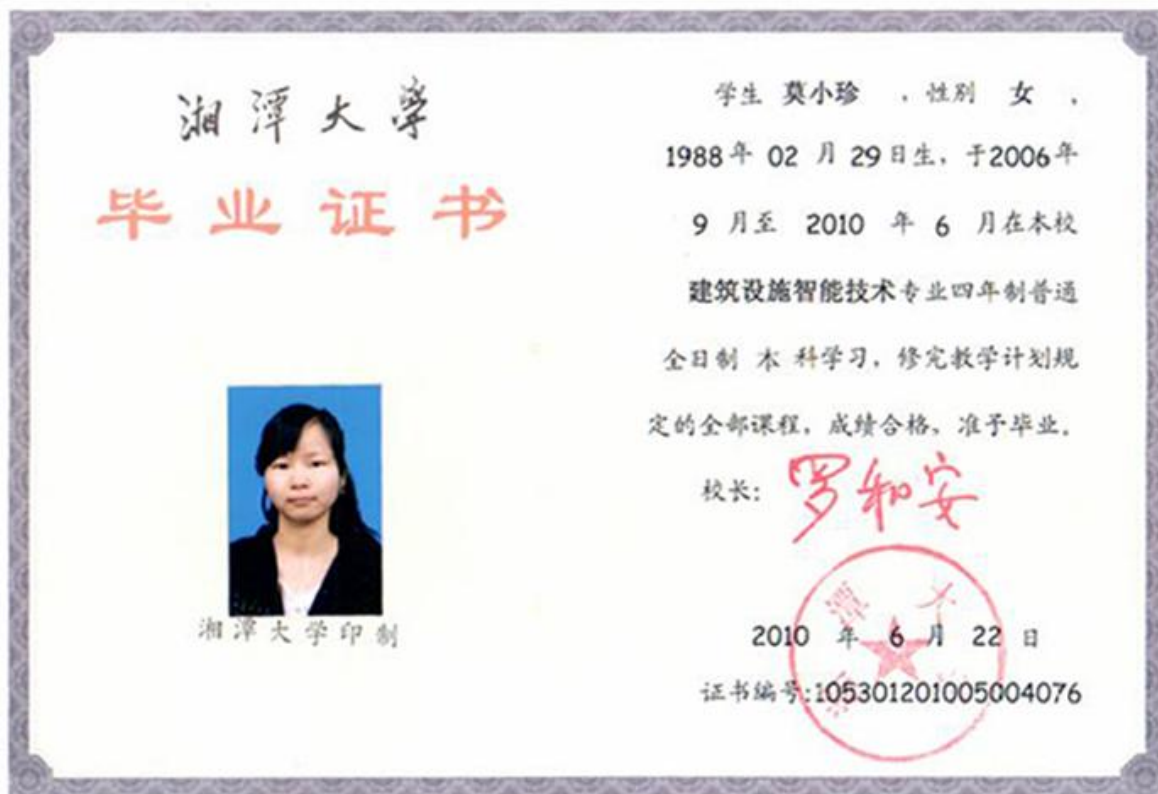 湘潭大学
毕业证书
湘潭大学印制
学生 莫小珍 ，性别 女 ，
1988年 02 月 29日生，于2006年
9 月至 2010 年 6 月在本校
建筑设施智能技术专业四年制普通
全日制 本 科学习，修完教学计划规
定的全部课程，成绩合格，准予毕业。
校长：罗和安
湘潭大学
2010 年 6 月 22 日
证书编号:105301201005004076